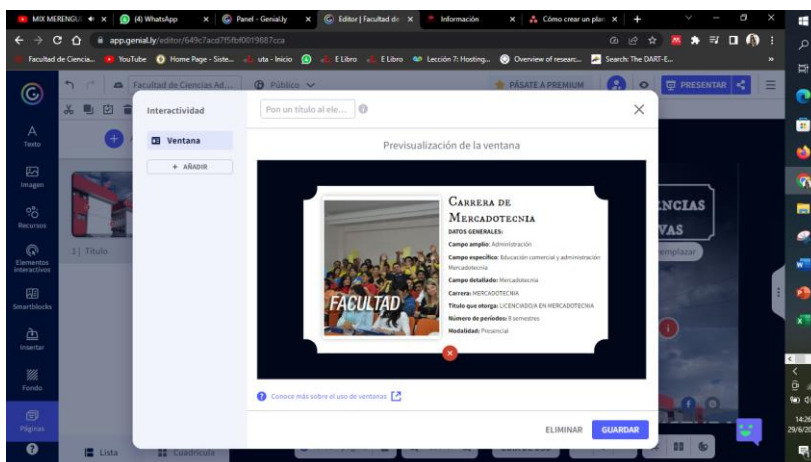 MIX MERENGU
(4) WhatsApp
Panel - Genially
Editor | Facultad de
Información
Cómo crear un plan
app.genial.ly/editor/649c7acd7f5fbf0019887cca
Facultad de Ciencia...
YouTube
Home Page - Siste...
uta - Inicio
E Libro
E Libro
Lección 7: Hosting...
Overview of researc...
Search: The DART-E...
Facultad de Ciencias Ad...
Público
PÁSATE A PREMIUM
PRESENTAR
Texto
Imagen
Recursos
Elementos interactivos
Smartblocks
Insertar
Fondo
Páginas
1 | Título
Lista
Cuadrícula
Interactividad
Ventana
+ AÑADIR
Pon un título al ele...
Previsualización de la ventana
FACULTAD
CARRERA DE
MERCADOTECNIA
DATOS GENERALES:
Campo amplio: Administración
Campo específico: Educación comercial y administración
Mercadotecnia
Campo detallado: Mercadotecnia
Carrera: MERCADOTECNIA
Título que otorga: LICENCIADO/A EN MERCADOTECNIA
Número de períodos: 8 semestres
Modalidad: Presencial
Conoce más sobre el uso de ventanas
ELIMINAR
GUARDAR
NCIAS
VAS
emplazar
14:26
29/6/20